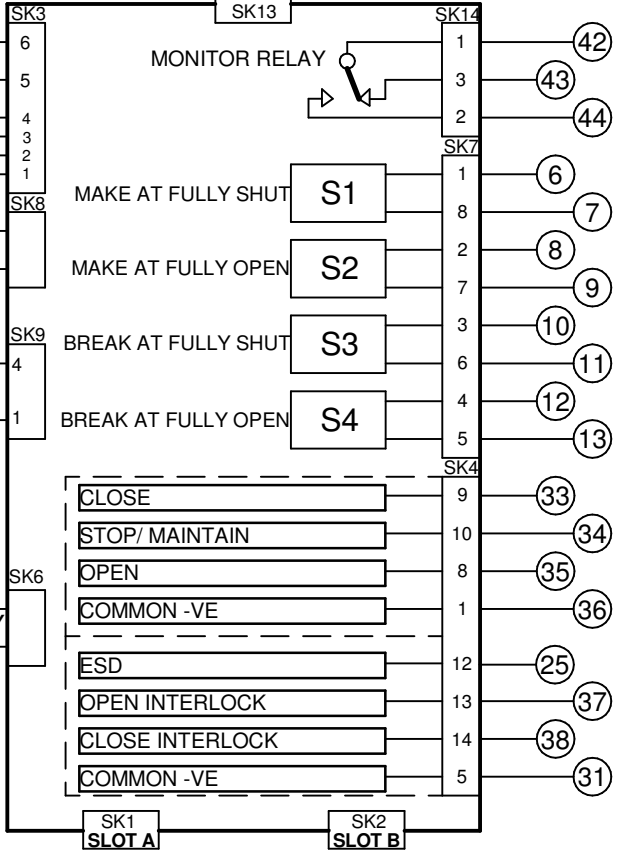 SK3
SK13
SK14
6
MONITOR RELAY
1
42
5
3
43
4
2
44
3
2
1
SK7
MAKE AT FULLY SHUT
S1
1
6
SK8
8
7
MAKE AT FULLY OPEN
S2
2
8
7
9
SK9
BREAK AT FULLY SHUT
S3
3
10
4
6
11
1
BREAK AT FULLY OPEN
S4
4
12
5
13
SK4
CLOSE
9
33
STOP/ MAINTAIN
10
34
SK6
OPEN
8
35
COMMON -VE
1
36
ESD
12
25
OPEN INTERLOCK
13
37
CLOSE INTERLOCK
14
38
COMMON -VE
5
31
SK1
SLOT A
SK2
SLOT B